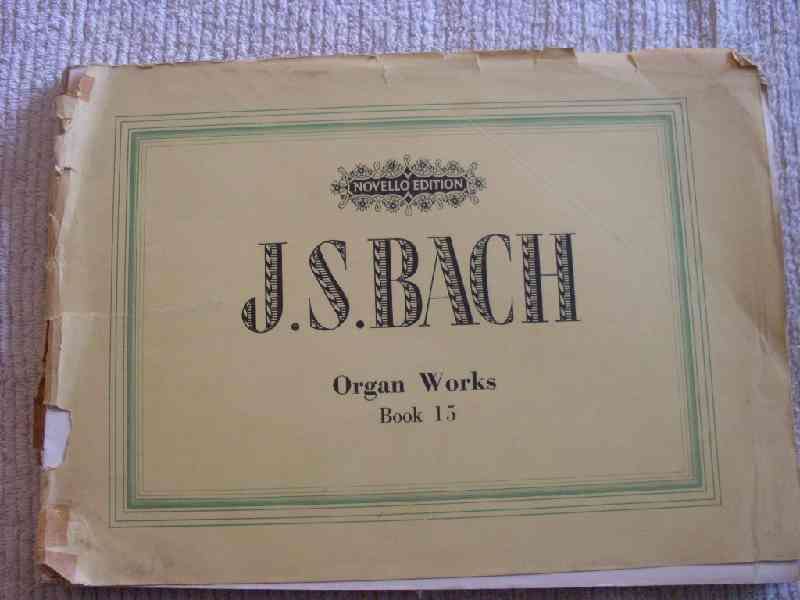 NOVELLO EDITION
J.S.BACH
Organ Works
Book 15